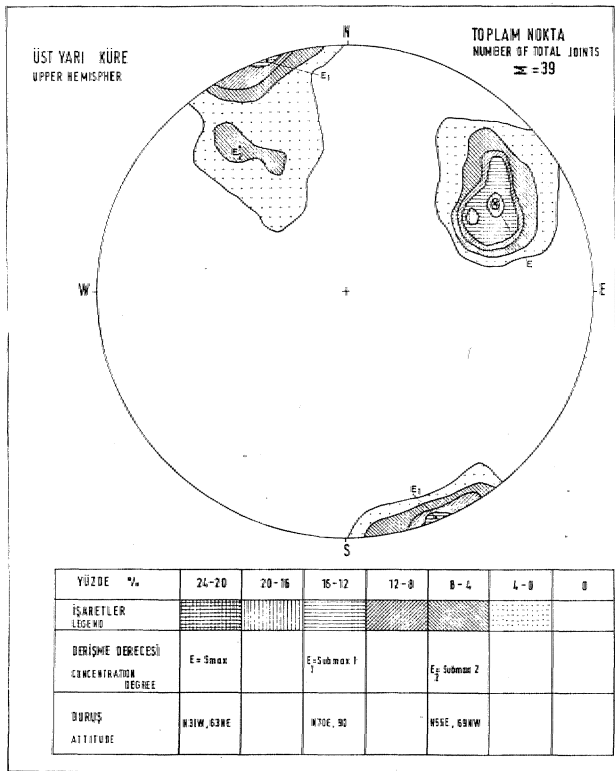 ÜST YARI KÜRE
UPPER HEMISPHER
N
TOPLAM NOKTA
NUMBER OF TOTAL JOINTS
Σ =39
E1
E2
E
W
E
E1
S
YÜZDE %
24-20
20-16
16-12
12-8
8-4
4-0
0
İŞARETLER
LEGEND
DERİŞME DERECESİ
CONCENTRATION
DEGREE
E = Smax
E1=Submax 1
E2= Submax 2
DURUŞ
ATTITUDE
N31W, 63NE
N70E, 90
N55E, 69NW